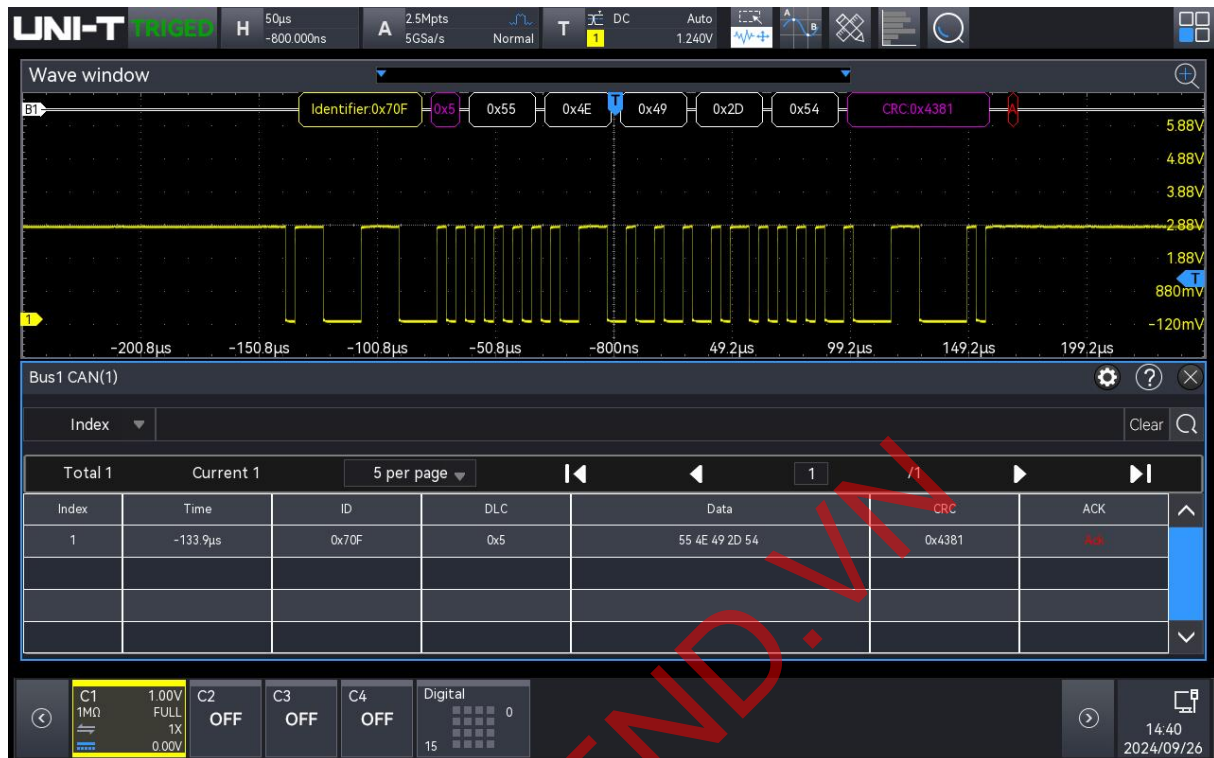 UNI-T TRIGED H 50µs -800.000ns A 2.5Mpts 5GSa/s Normal T 1 DC Auto 1.240V A B
Wave window
B1 Identifier:0x70F 0x5 0x55 0x4E T 0x49 0x2D 0x54 CRC:0x4381 A
5.88V
4.88V
3.88V
2.88V
1.88V
T
880mV
1
-120mV
-200.8µs -150.8µs -100.8µs -50.8µs -800ns 49.2µs 99.2µs 149.2µs 199.2µs
Bus1 CAN(1)
Index Clear
Total 1 Current 1 5 per page 1 /1
Index Time ID DLC Data CRC ACK
1 -133.9µs 0x70F 0x5 55 4E 49 2D 54 0x4381 Ack
C1 1.00V C2 C3 C4 Digital
1MΩ FULL OFF OFF OFF 0
1X
0.00V 15
14:40
2024/09/26
END.VN